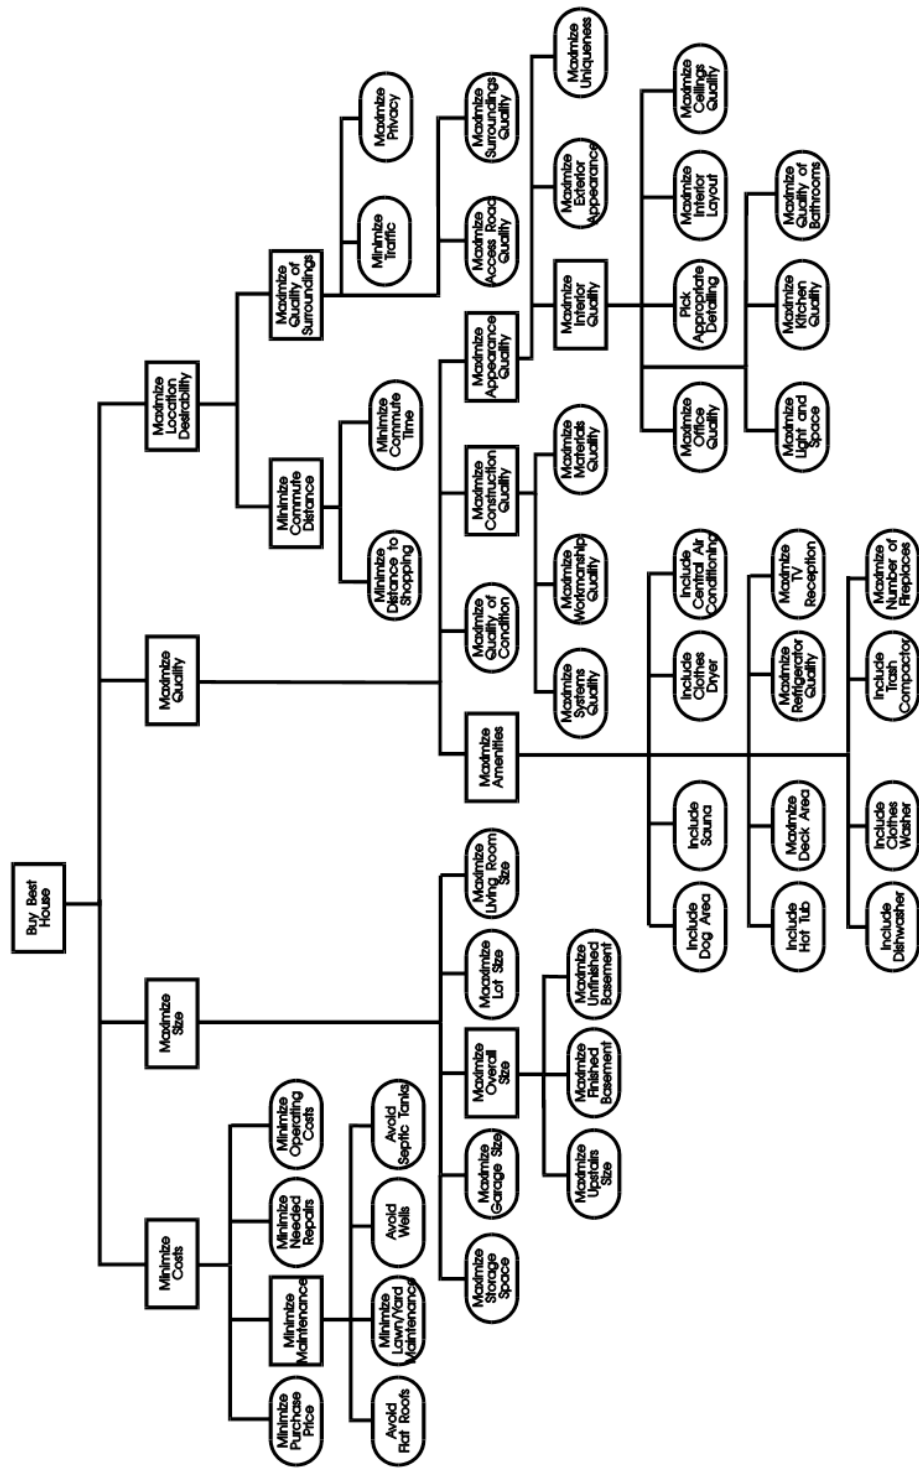 Buy Best
House
Minimize
Costs
Maximize
Size
Maximize
Quality
Maximize
Location
Desirability
Minimize
Purchase
Price
Minimize
Maintenance
Minimize
Needed
Repairs
Minimize
Operating
Costs
Minimize
Commute
Distance
Maximize
Quality of
Surroundings
Avoid
Flat Roofs
Minimize
Lawn/Yard
Maintenance
Avoid
Wells
Avoid
Septic Tanks
Minimize
Distance to
Shopping
Minimize
Commute
Time
Minimize
Traffic
Maximize
Privacy
Maximize
Storage
Space
Maximize
Garage Size
Maximize
Overall
Size
Maaximize
Lot Size
Maximize
Living Room
Size
Maximize
Amenities
Maximize
Quality of
Condition
Maximize
Construction
Quality
Maximize
Appearance
Quality
Maximize
Access Road
Quality
Maximize
Surroundings
Quality
Maximize
Upstairs
Size
Maximize
Finished
Basement
Maximize
Unfinished
Basement
Maximize
Systems
Quality
Maximize
Workmanship
Quality
Maximize
Materials
Quality
Maximize
Interior
Quality
Maximize
Exterior
Appearance
Maximize
Uniqueness
Include
Dog Area
Include
Sauna
Include
Clothes
Dryer
Include
Central Air
Conditioning
Maximize
Office
Quality
Pick
Appropriate
Detailing
Maximize
Interior
Layout
Maximize
Ceilings
Quality
Include
Hot Tub
Maximize
Deck Area
Maximize
Refrigerator
Quality
Maximize
TV
Reception
Maximize
Light and
Space
Maximize
Kitchen
Quality
Maximize
Quality of
Bathrooms
Include
Dishwasher
Include
Clothes
Washer
Include
Trash
Compactor
Maximize
Number of
Fireplaces